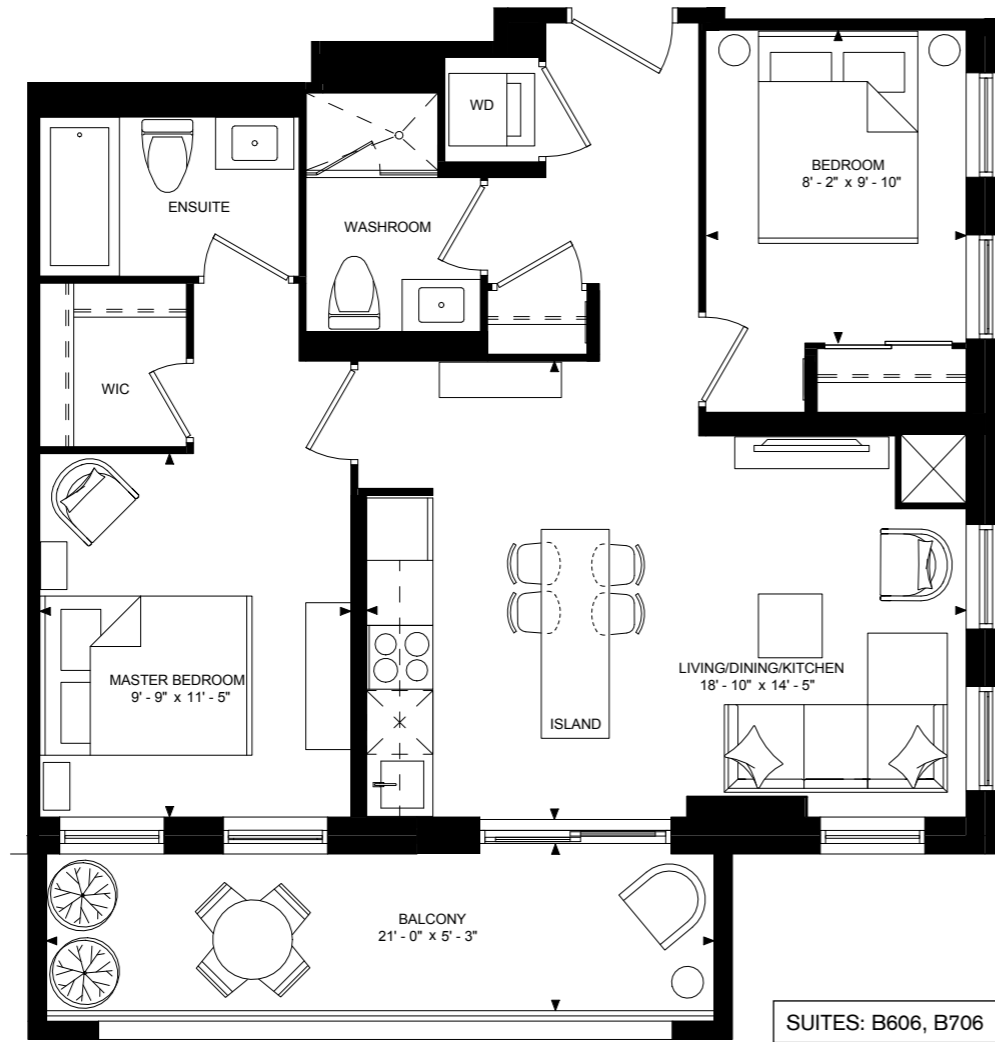 WD
BEDROOM
8' - 2" x 9' - 10"
ENSUITE
WASHROOM
WIC
MASTER BEDROOM
9' - 9" x 11' - 5"
LIVING/DINING/KITCHEN
18' - 10" x 14' - 5"
ISLAND
BALCONY
21' - 0" x 5' - 3"
SUITES: B606, B706